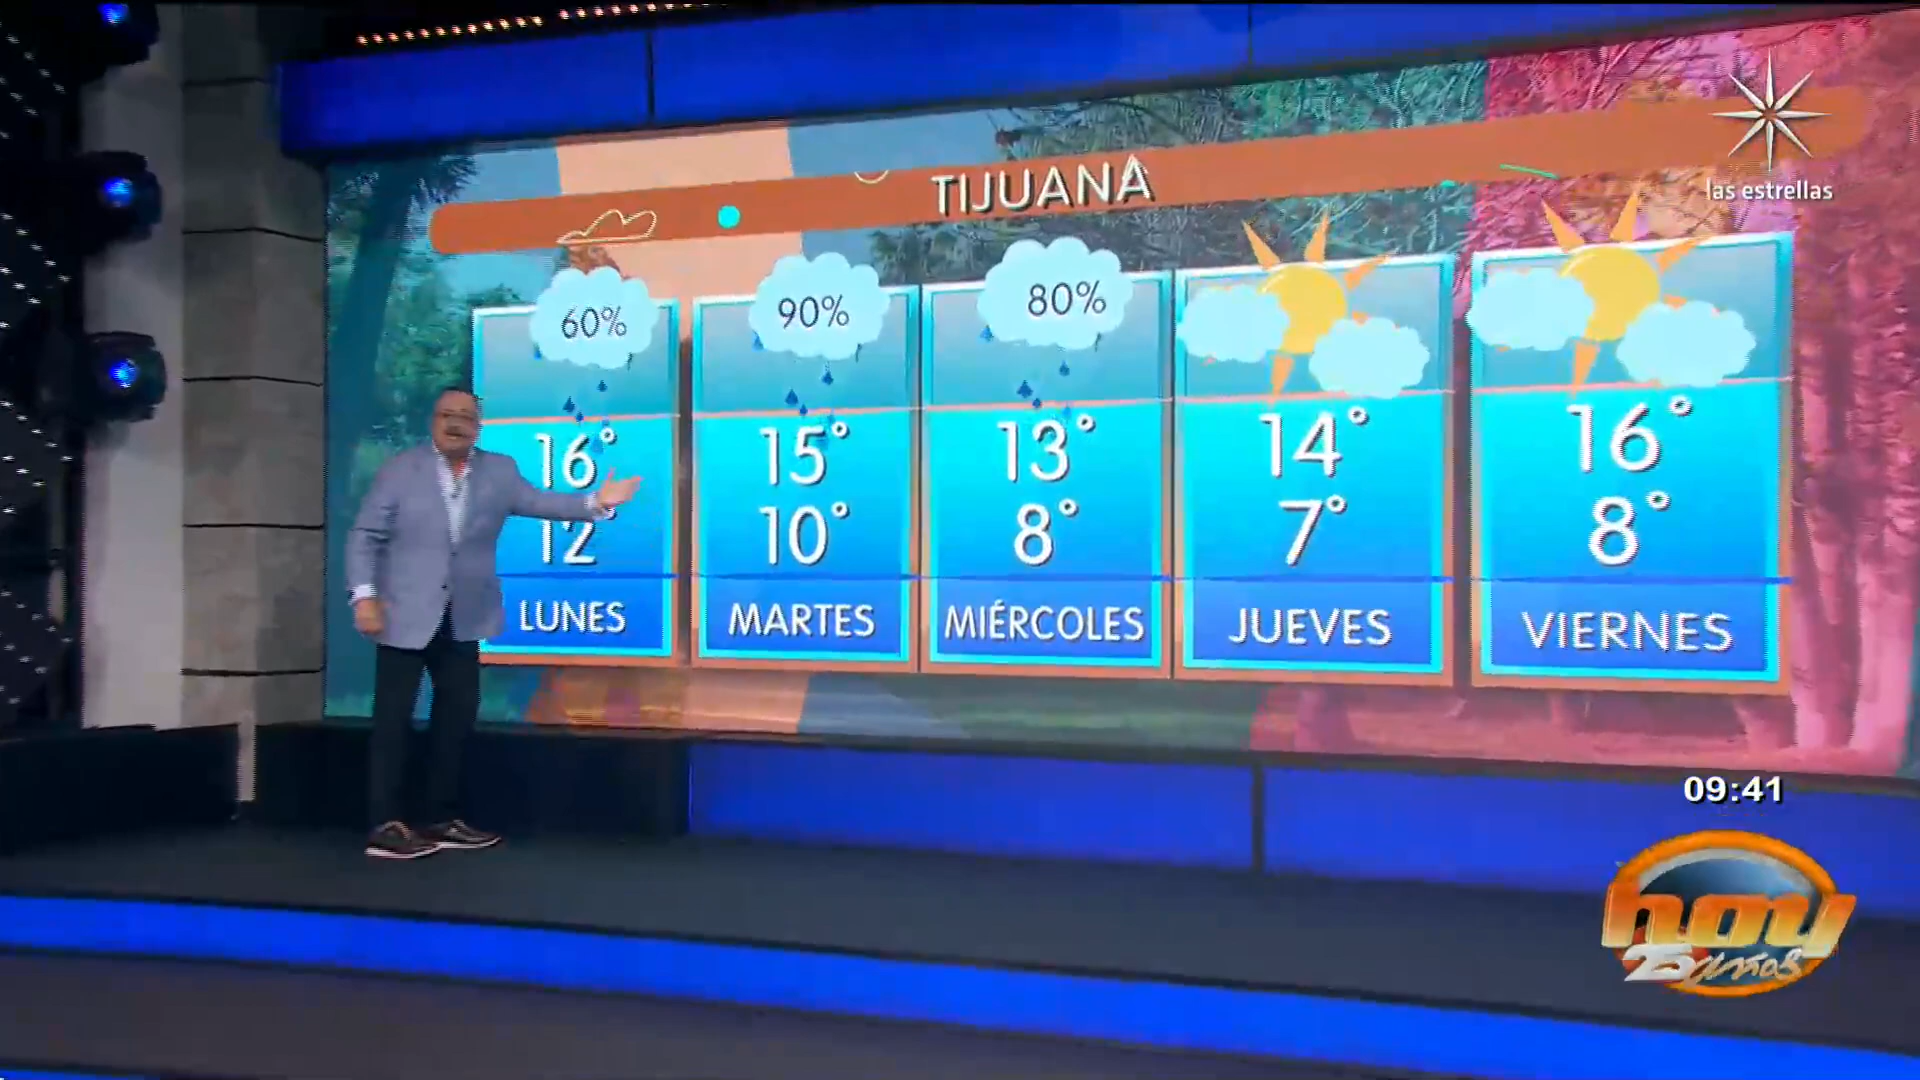 TIJUANA
las estrellas
60%
90%
80%
16°
15°
13°
14°
16°
12
10°
8°
7°
8°
LUNES
MARTES
MIÉRCOLES
JUEVES
VIERNES
09:41
hoy
25 años